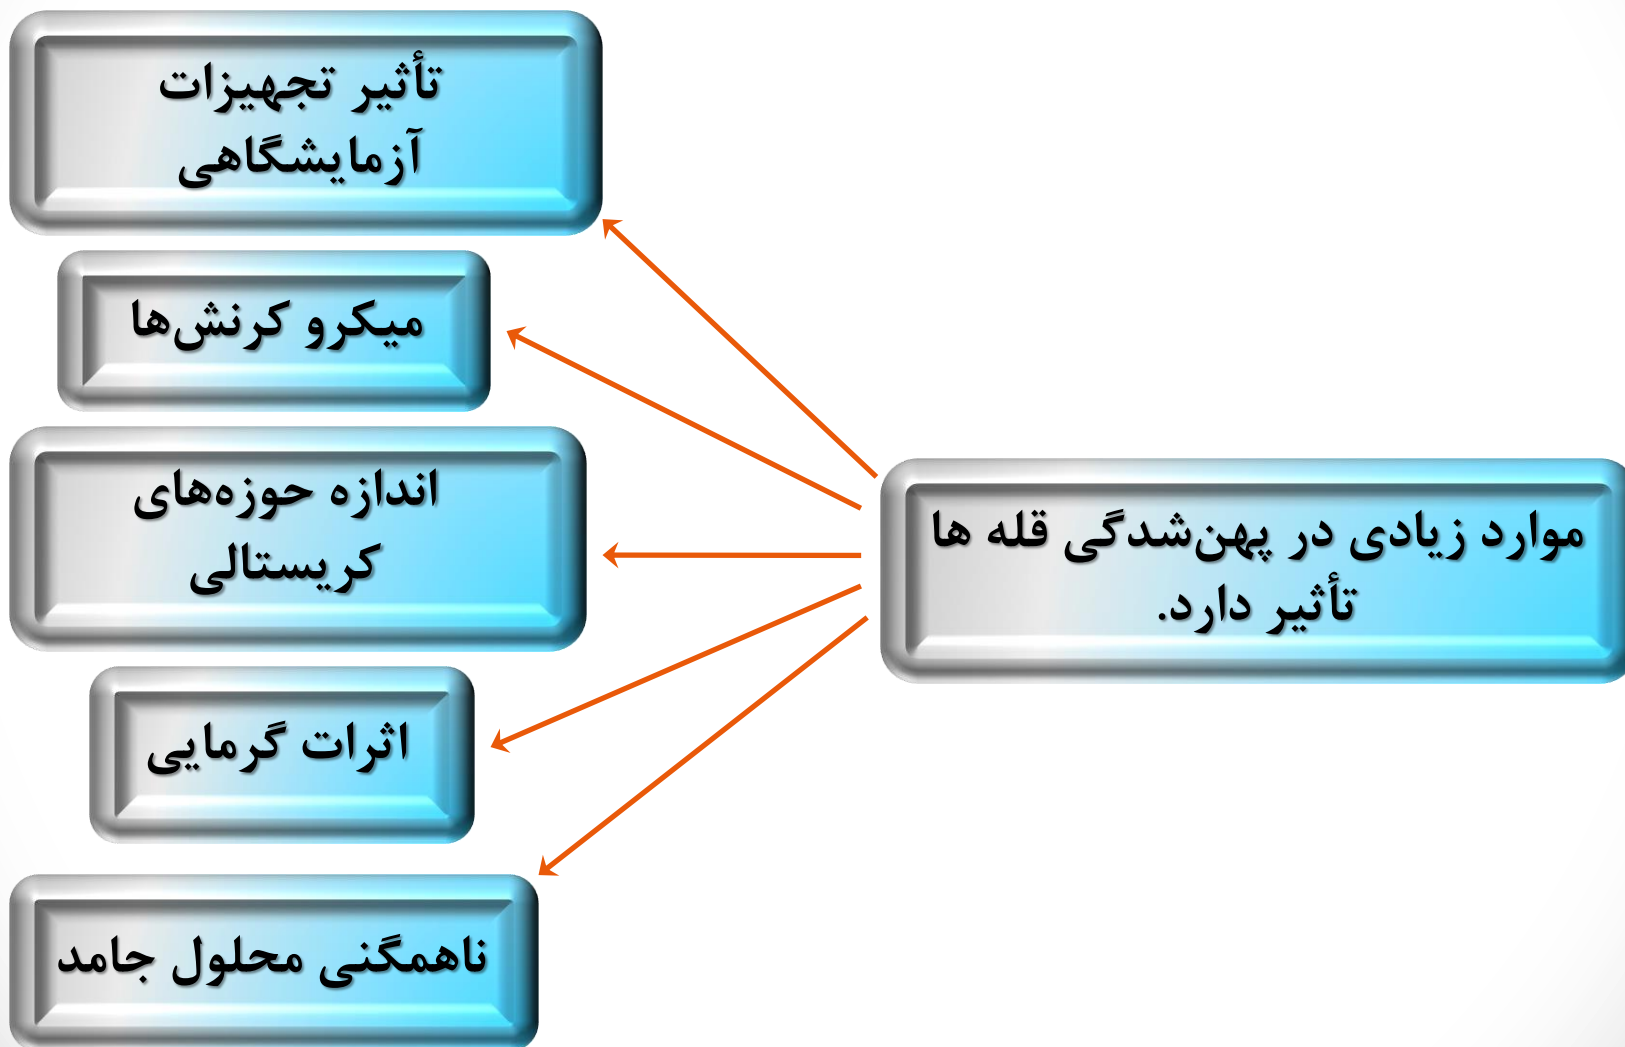 موارد زیادی در پهن‌شدگی قله ها
تأثیر دارد.
تأثیر تجهیزات
آزمایشگاهی
میکرو کرنش‌ها
اندازه حوزه‌های
کریستالی
اثرات گرمایی
ناهمگنی محلول جامد